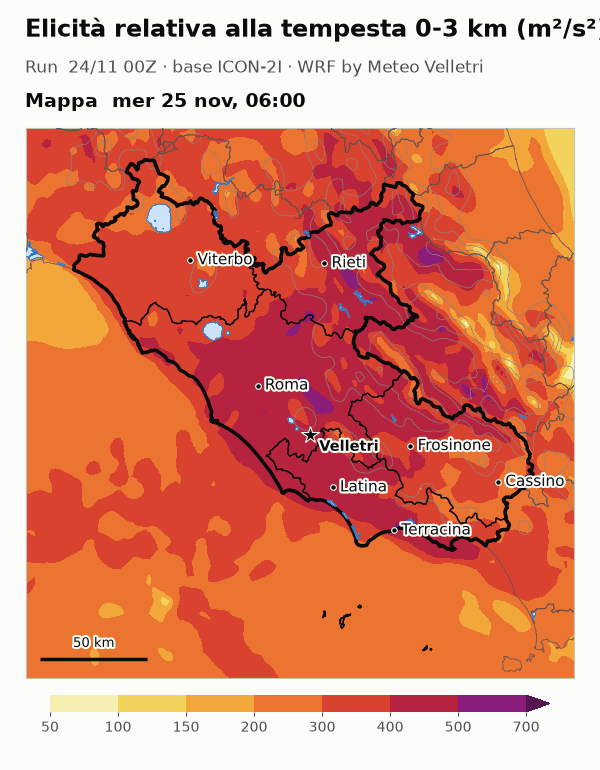 Elicità relativa alla tempesta 0-3 km (m²/s²)
Run 24/11 00Z · base ICON-2I · WRF by Meteo Velletri
Mappa mer 25 nov, 06:00
Viterbo
Rieti
Roma
Velletri
Frosinone
Latina
Cassino
Terracina
50 km
50 100 150 200 300 400 500 700